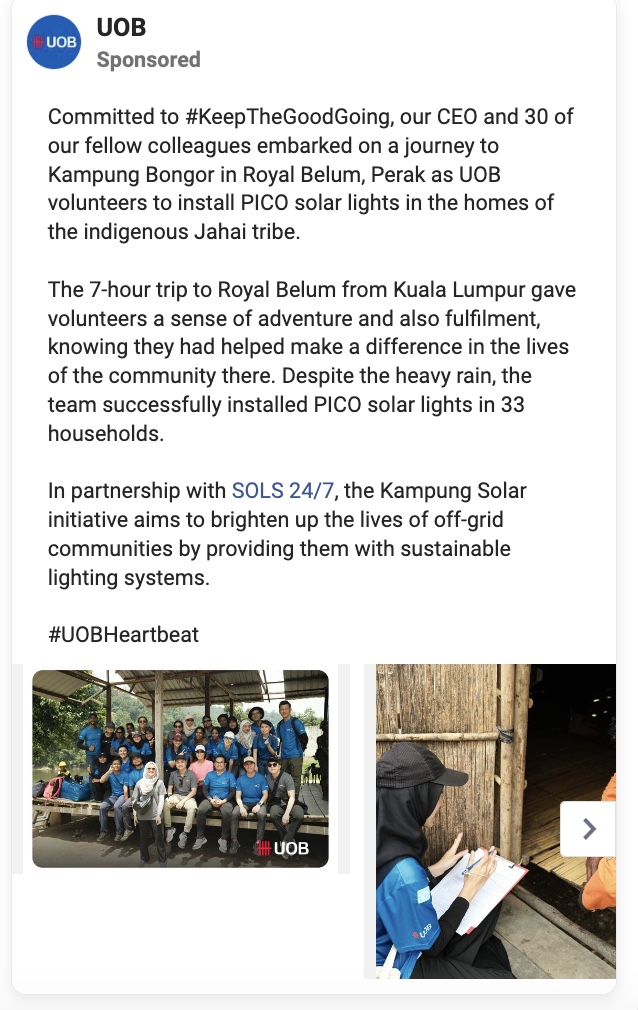 UOB
UOB
Sponsored
Committed to #KeepTheGoodGoing, our CEO and 30 of
our fellow colleagues embarked on a journey to
Kampung Bongor in Royal Belum, Perak as UOB
volunteers to install PICO solar lights in the homes of
the indigenous Jahai tribe.
The 7-hour trip to Royal Belum from Kuala Lumpur gave
volunteers a sense of adventure and also fulfilment,
knowing they had helped make a difference in the lives
of the community there. Despite the heavy rain, the
team successfully installed PICO solar lights in 33
households.
In partnership with SOLS 24/7, the Kampung Solar
initiative aims to brighten up the lives of off-grid
communities by providing them with sustainable
lighting systems.
#UOBHeartbeat
UOB
UOB